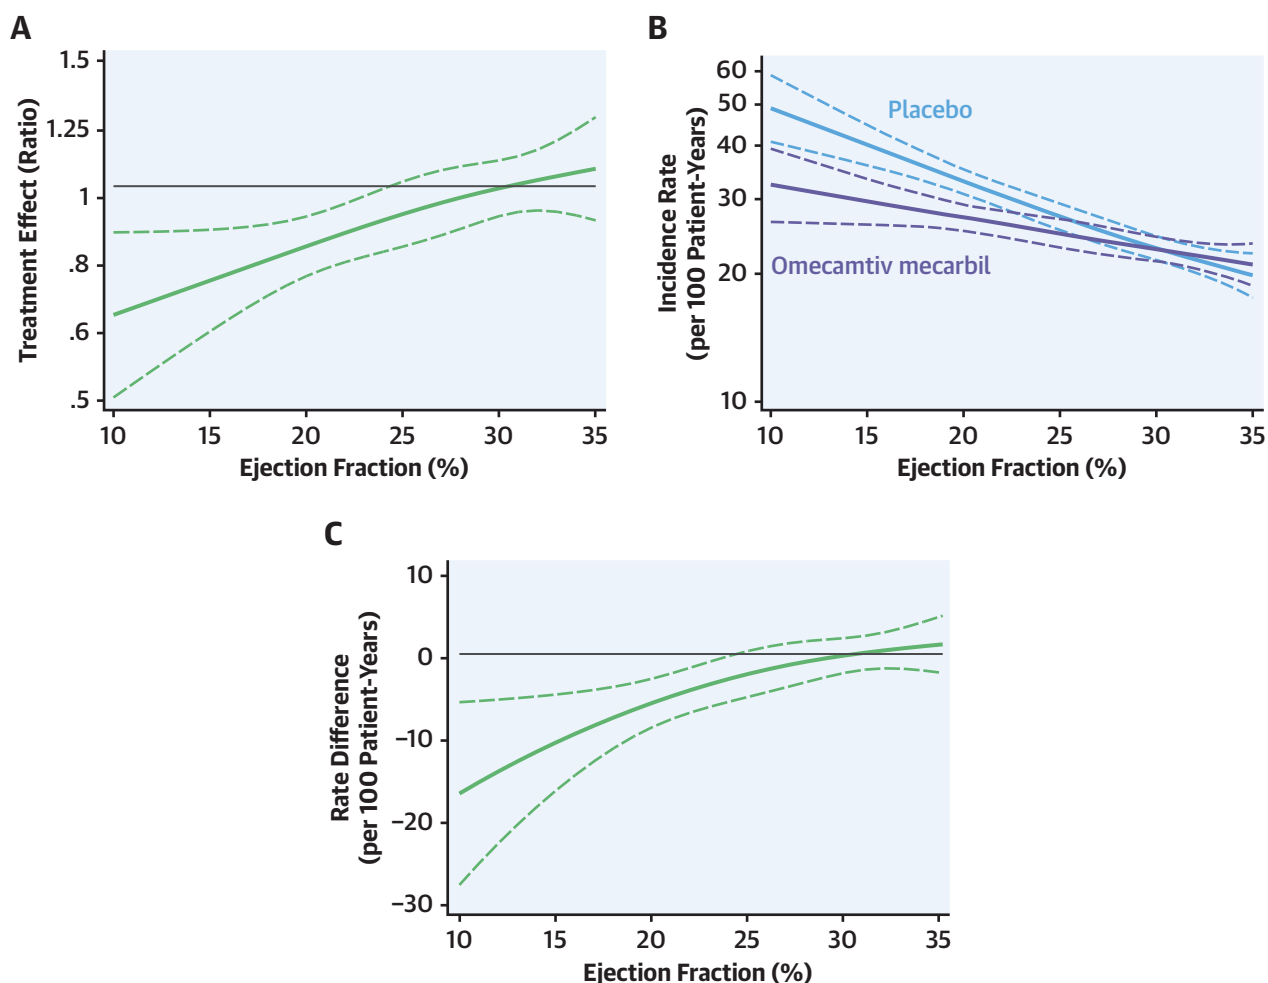 A
Treatment Effect (Ratio)
1.5
1.25
1
.8
.6
.5
10 15 20 25 30 35
Ejection Fraction (%)
B
Incidence Rate
(per 100 Patient-Years)
60
50
40
30
20
10
Placebo
Omecamtiv mecarbil
10 15 20 25 30 35
Ejection Fraction (%)
C
Rate Difference
(per 100 Patient-Years)
10
0
−10
−20
−30
10 15 20 25 30 35
Ejection Fraction (%)